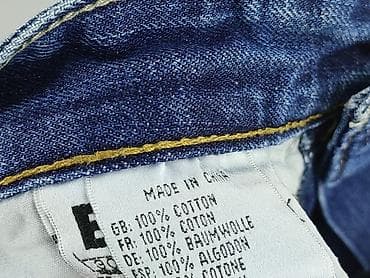 MADE IN CHINA
E
GB: 100% COTTON
FR: 100% COTON
DE: 100% BAUMWOLLE
ESP: 100% ALGODON
100% COTONE